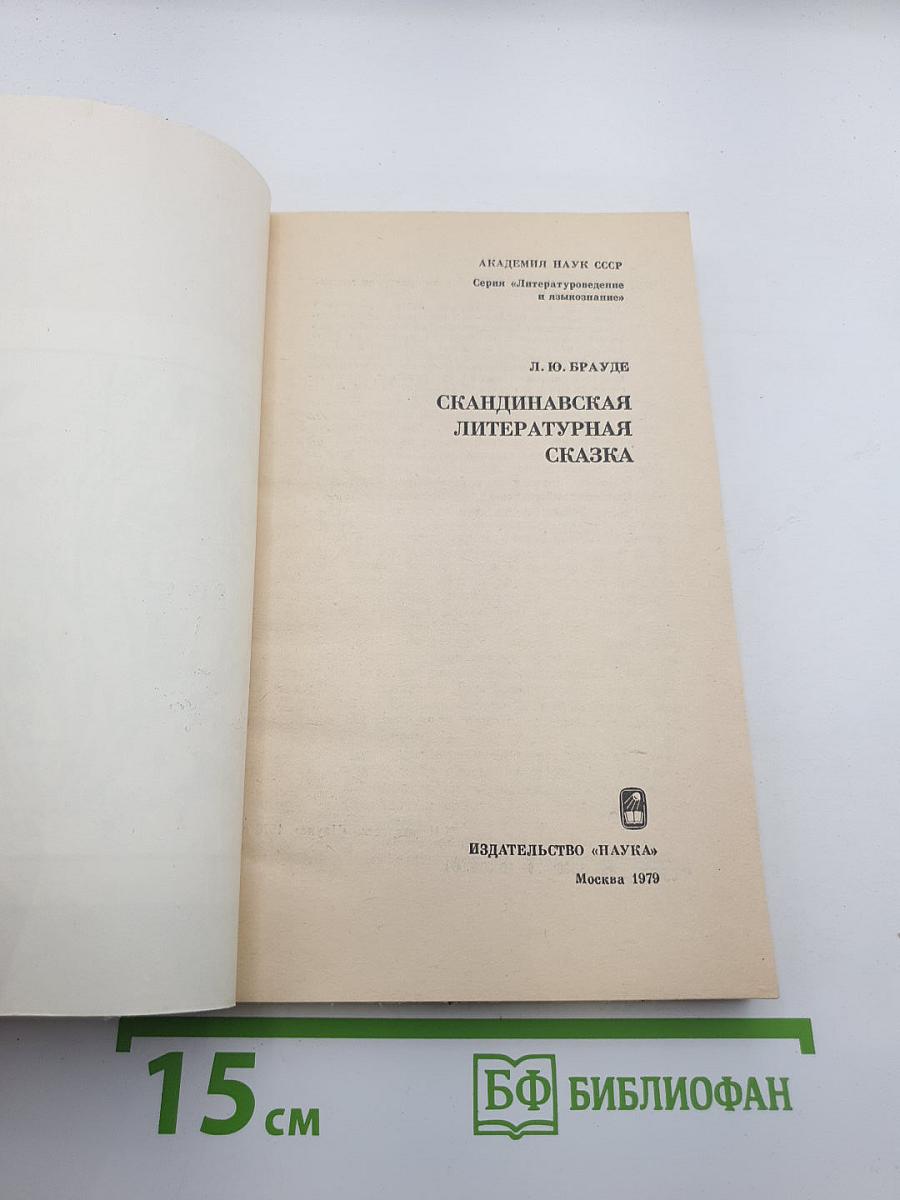 АКАДЕМИЯ НАУК СССР
Серия «Литературоведение
и языкознание»
Л. Ю. БРАУДЕ
СКАНДИНАВСКАЯ
ЛИТЕРАТУРНАЯ
СКАЗКА
ИЗДАТЕЛЬСТВО «НАУКА»
Москва 1979
15 см
БФ БИБЛИОФАН